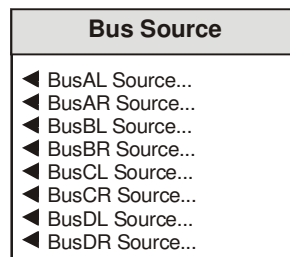 Bus Source
◀ BusAL Source...
◀ BusAR Source...
◀ BusBL Source...
◀ BusBR Source...
◀ BusCL Source...
◀ BusCR Source...
◀ BusDL Source...
◀ BusDR Source...